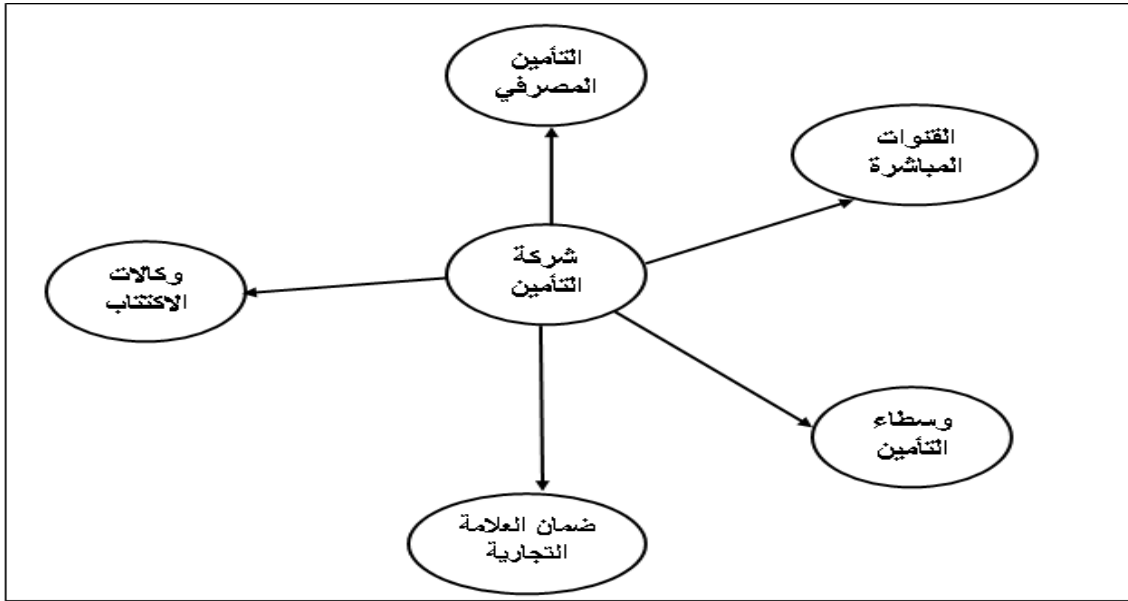 التأمين
المصرفي
القنوات
المباشرة
شركة
التأمين
وكالات
الاكتتاب
وسطاء
التأمين
ضمان العلامة
التجارية